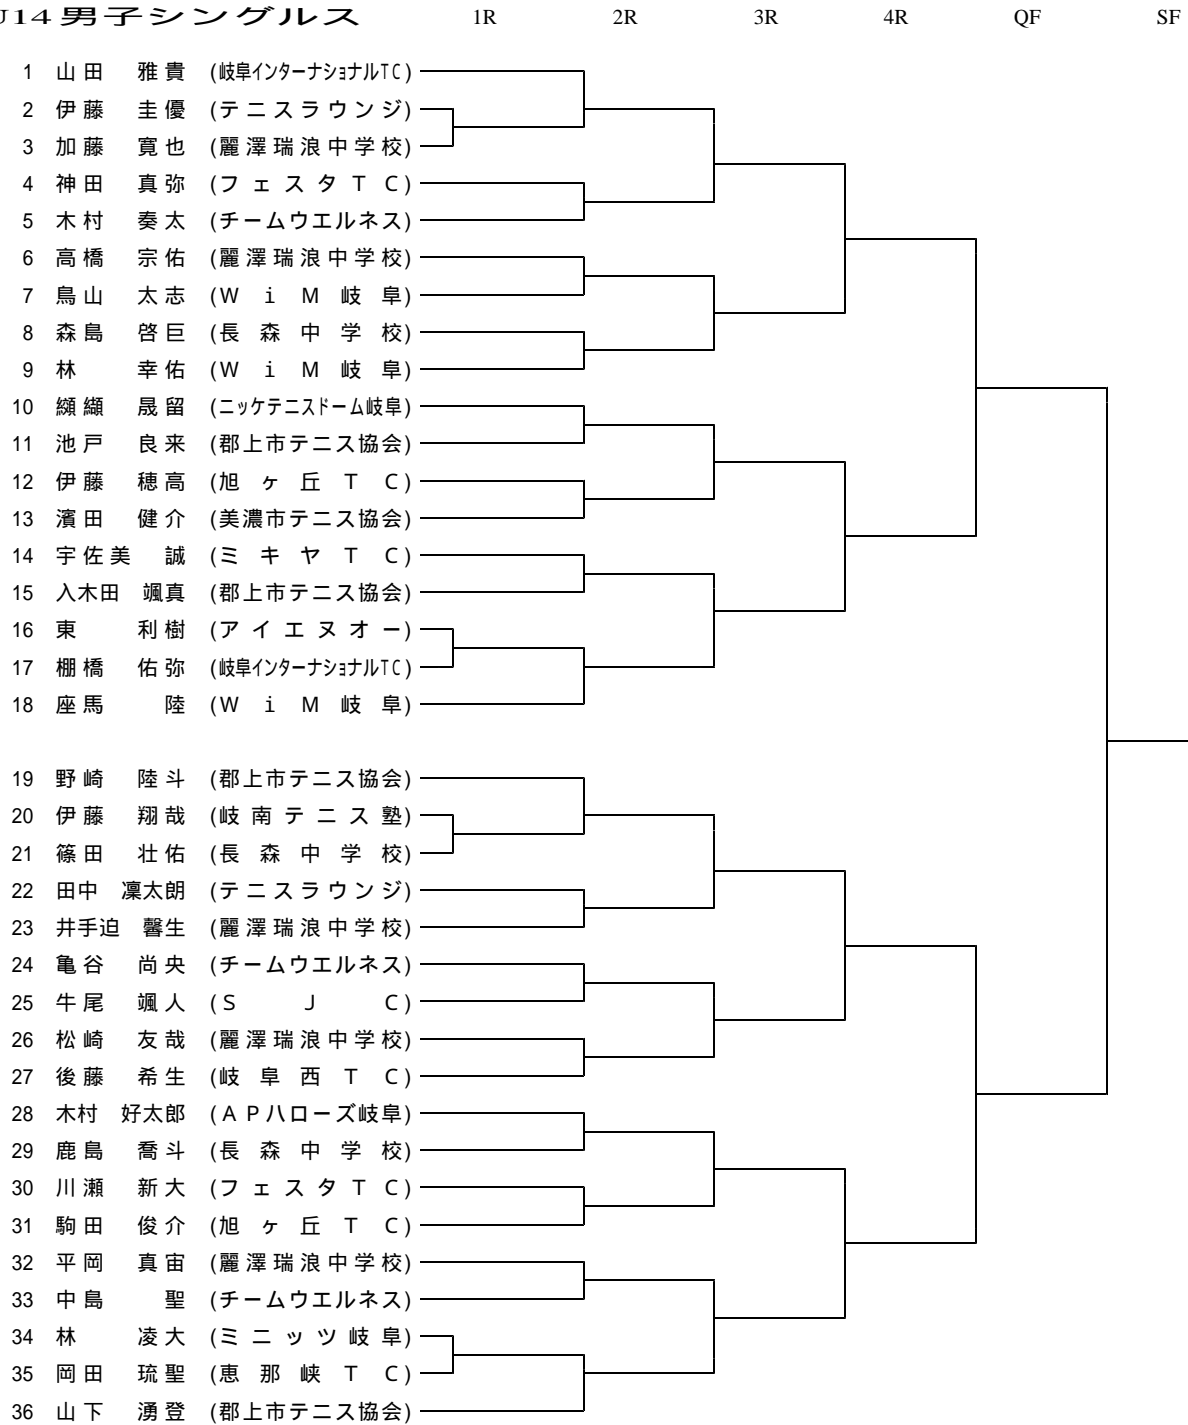 U14男子シングルス 1R 2R 3R 4R QF SF
1 山田 雅貴 (岐阜インターナショナルTC)
2 伊藤 圭優 (テニスラウンジ)
3 加藤 寛也 (麗澤瑞浪中学校)
4 神田 真弥 (フェスタTC)
5 木村 奏太 (チームウエルネス)
6 高橋 宗佑 (麗澤瑞浪中学校)
7 鳥山 太志 (WiM岐阜)
8 森島 啓巨 (長森中学校)
9 林 幸佑 (WiM岐阜)
10 纐纈 晟留 (ニッケテニスドーム岐阜)
11 池戸 良来 (郡上市テニス協会)
12 伊藤 穂高 (旭ヶ丘TC)
13 濱田 健介 (美濃市テニス協会)
14 宇佐美 誠 (ミキヤTC)
15 入木田 颯真 (郡上市テニス協会)
16 東 利樹 (アイエヌオー)
17 棚橋 佑弥 (岐阜インターナショナルTC)
18 座馬 陸 (WiM岐阜)
19 野崎 陸斗 (郡上市テニス協会)
20 伊藤 翔哉 (岐南テニス塾)
21 篠田 壮佑 (長森中学校)
22 田中 凜太朗 (テニスラウンジ)
23 井手迫 馨生 (麗澤瑞浪中学校)
24 亀谷 尚央 (チームウエルネス)
25 牛尾 颯人 (SJC)
26 松崎 友哉 (麗澤瑞浪中学校)
27 後藤 希生 (岐阜西TC)
28 木村 好太郎 (APハローズ岐阜)
29 鹿島 喬斗 (長森中学校)
30 川瀬 新大 (フェスタTC)
31 駒田 俊介 (旭ヶ丘TC)
32 平岡 真宙 (麗澤瑞浪中学校)
33 中島 聖 (チームウエルネス)
34 林 凌大 (ミニッツ岐阜)
35 岡田 琉聖 (恵那峡TC)
36 山下 湧登 (郡上市テニス協会)